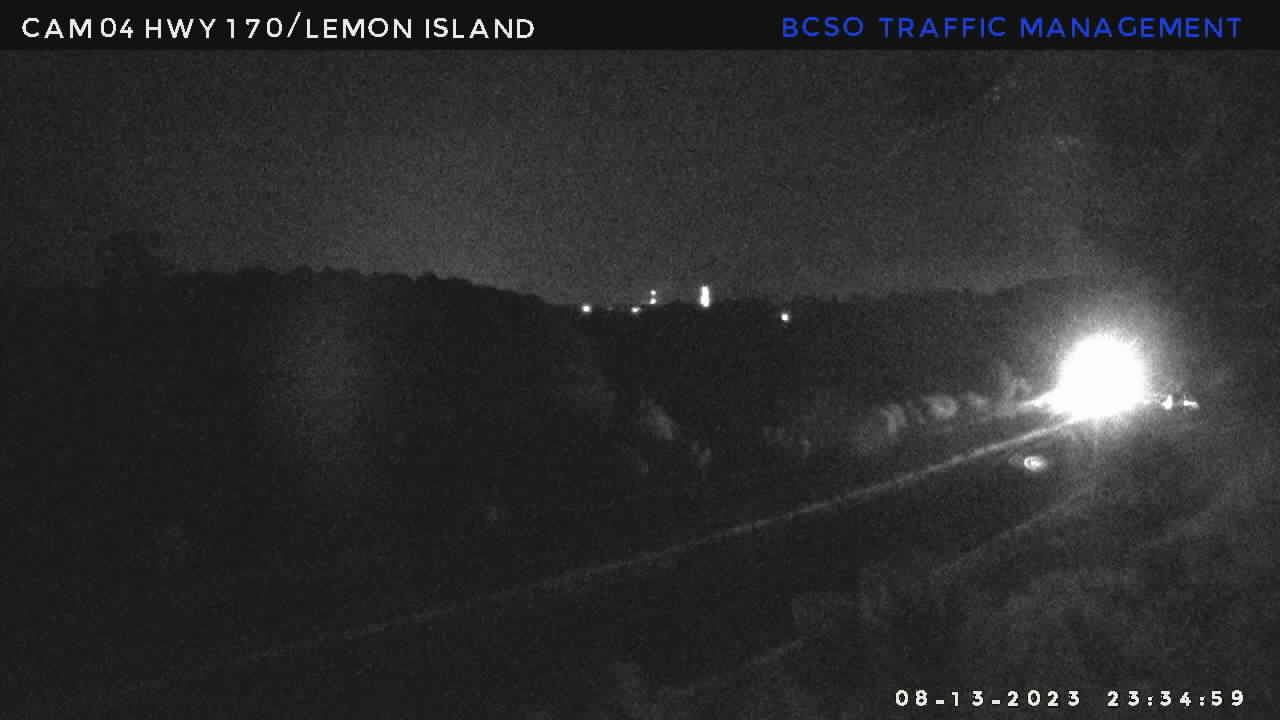 CAM 04 HWY 170/LEMON ISLAND
BCSO TRAFFIC MANAGEMENT
08-13-2023 23:34:59